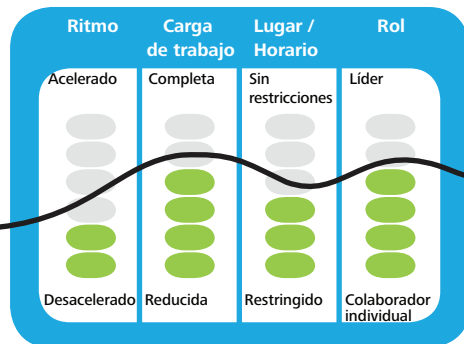 Ritmo
Carga
de trabajo
Lugar /
Horario
Rol
Acelerado
Completa
Sin
restricciones
Líder
Desacelerado
Reducida
Restringido
Colaborador
individual